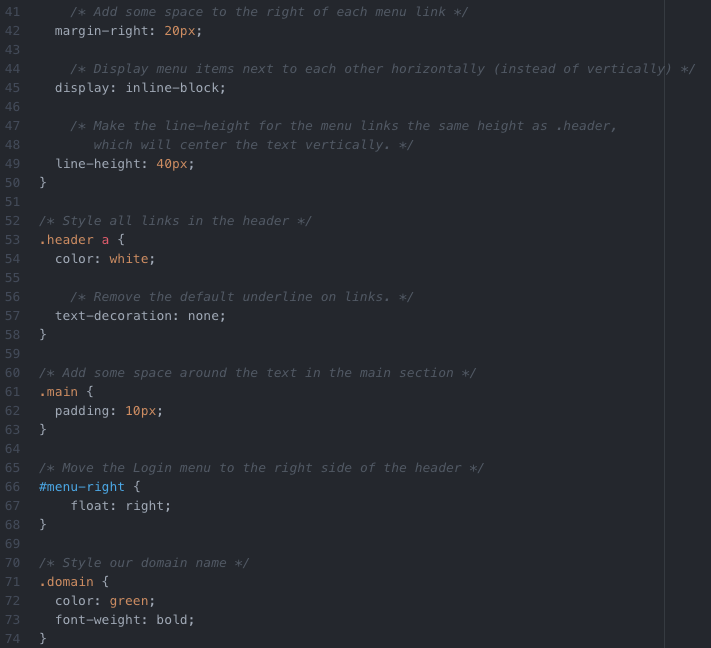 41 /* Add some space to the right of each menu link */
42 margin-right: 20px;
43
44 /* Display menu items next to each other horizontally (instead of vertically) */
45 display: inline-block;
46
47 /* Make the line-height for the menu links the same height as .header,
48 which will center the text vertically. */
49 line-height: 40px;
50 }
51
52 /* Style all links in the header */
53 .header a {
54 color: white;
55
56 /* Remove the default underline on links. */
57 text-decoration: none;
58 }
59
60 /* Add some space around the text in the main section */
61 .main {
62 padding: 10px;
63 }
64
65 /* Move the Login menu to the right side of the header */
66 #menu-right {
67 float: right;
68 }
69
70 /* Style our domain name */
71 .domain {
72 color: green;
73 font-weight: bold;
74 }